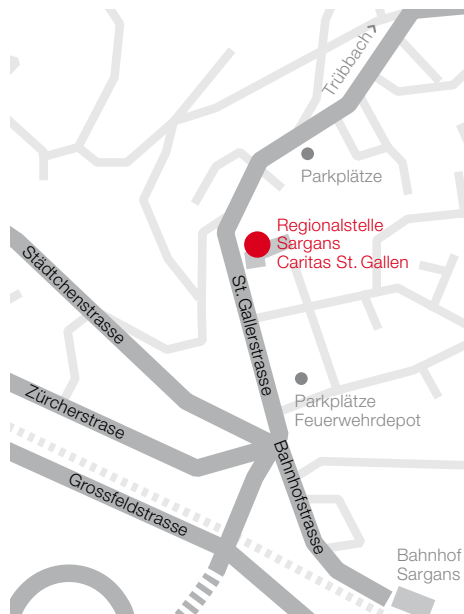 Trübbach
Parkplätze
Regionalstelle
Sargans
Caritas St. Gallen
Städtchenstrasse
St. Gallerstrasse
Zürcherstrase
Parkplätze
Feuerwehrdepot
Bahnhofstrasse
Grossfeldstrasse
Bahnhof
Sargans